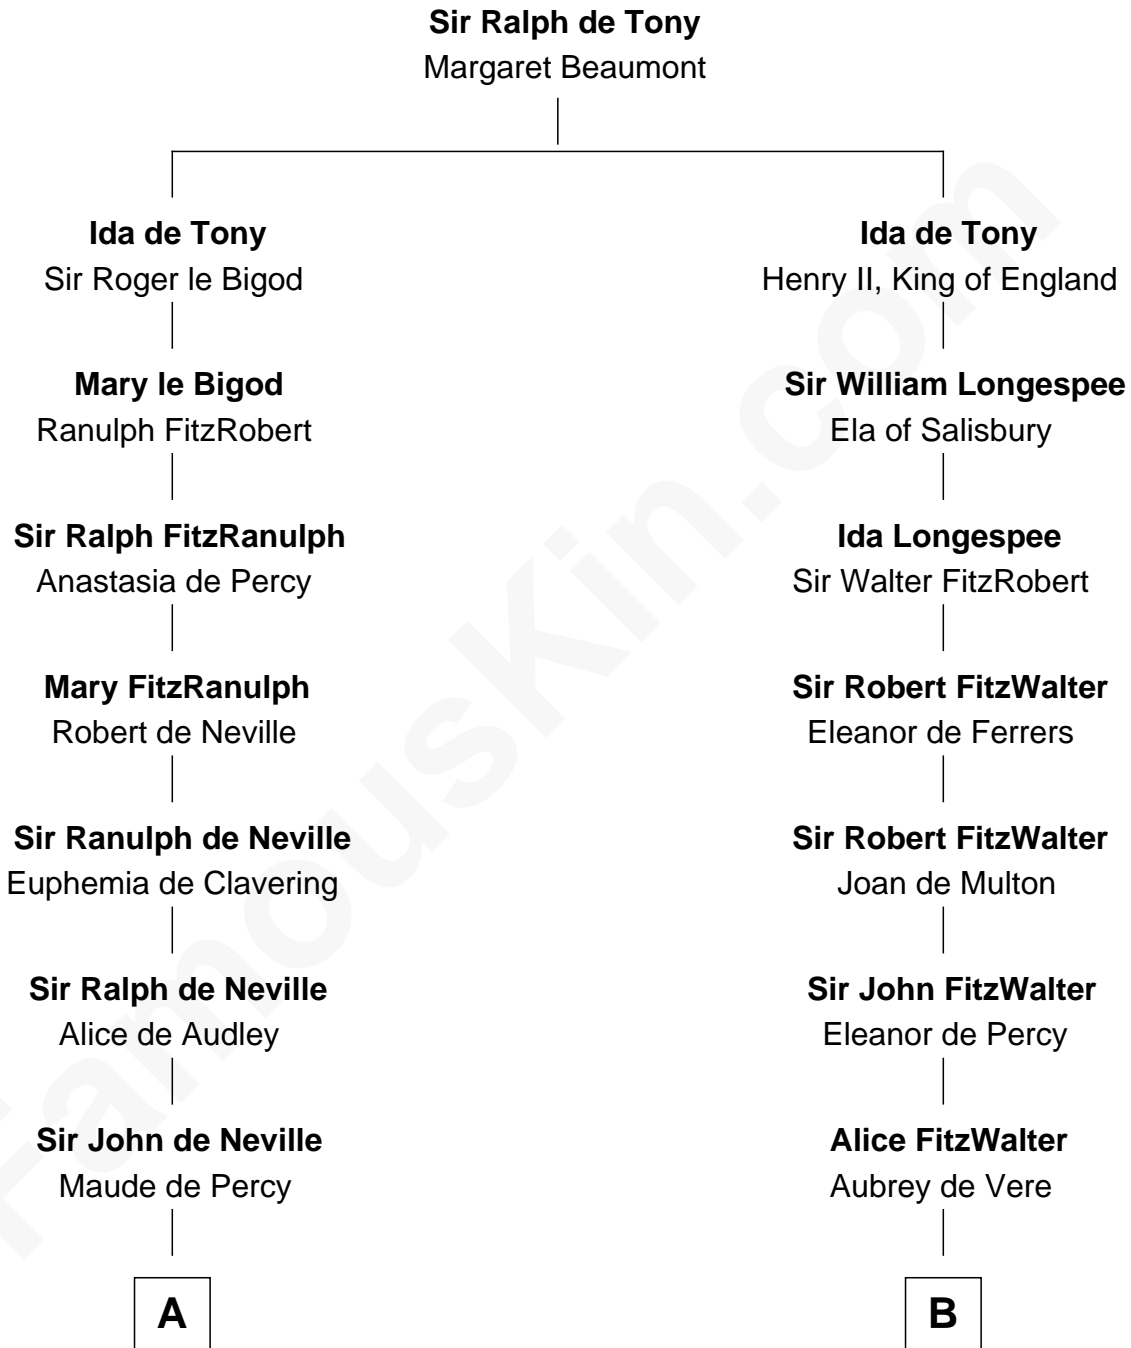 Sir Ralph de Tony
Margaret Beaumont
Ida de Tony
Sir Roger le Bigod
Mary le Bigod
Ranulph FitzRobert
Sir Ralph FitzRanulph
Anastasia de Percy
Mary FitzRanulph
Robert de Neville
Sir Ranulph de Neville
Euphemia de Clavering
Sir Ralph de Neville
Alice de Audley
Sir John de Neville
Maude de Percy
A
Ida de Tony
Henry II, King of England
Sir William Longespee
Ela of Salisbury
Ida Longespee
Sir Walter FitzRobert
Sir Robert FitzWalter
Eleanor de Ferrers
Sir Robert FitzWalter
Joan de Multon
Sir John FitzWalter
Eleanor de Percy
Alice FitzWalter
Aubrey de Vere
B
FamousKin.com